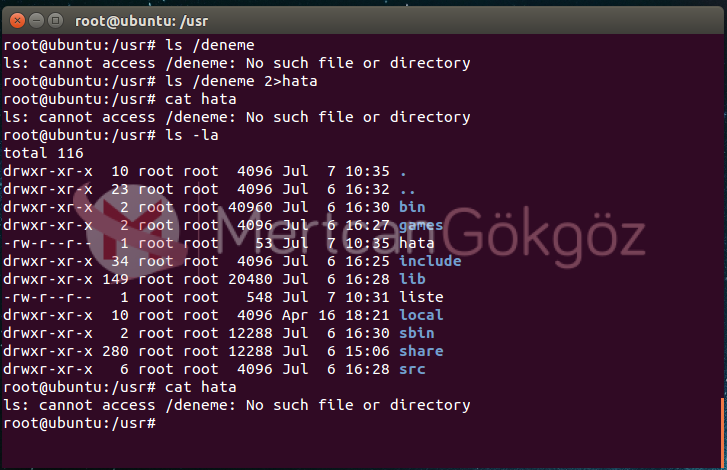 root@ubuntu: /usr
root@ubuntu:/usr# ls /deneme
ls: cannot access /deneme: No such file or directory
root@ubuntu:/usr# ls /deneme 2>hata
root@ubuntu:/usr# cat hata
ls: cannot access /deneme: No such file or directory
root@ubuntu:/usr# ls -la
total 116
drwxr-xr-x  10 root root  4096 Jul  7 10:35 .
drwxr-xr-x  23 root root  4096 Jul  6 16:32 ..
drwxr-xr-x   2 root root 40960 Jul  6 16:30 bin
drwxr-xr-x   2 root root  4096 Jul  6 16:27 games
-rw-r--r--   1 root root    53 Jul  7 10:35 hata
drwxr-xr-x  34 root root  4096 Jul  6 16:25 include
drwxr-xr-x 149 root root 20480 Jul  6 16:28 lib
-rw-r--r--   1 root root   548 Jul  7 10:31 liste
drwxr-xr-x  10 root root  4096 Apr 16 18:21 local
drwxr-xr-x   2 root root 12288 Jul  6 16:30 sbin
drwxr-xr-x 280 root root 12288 Jul  6 15:06 share
drwxr-xr-x   6 root root  4096 Jul  6 16:28 src
root@ubuntu:/usr# cat hata
ls: cannot access /deneme: No such file or directory
root@ubuntu:/usr#
MertcanGökgöz